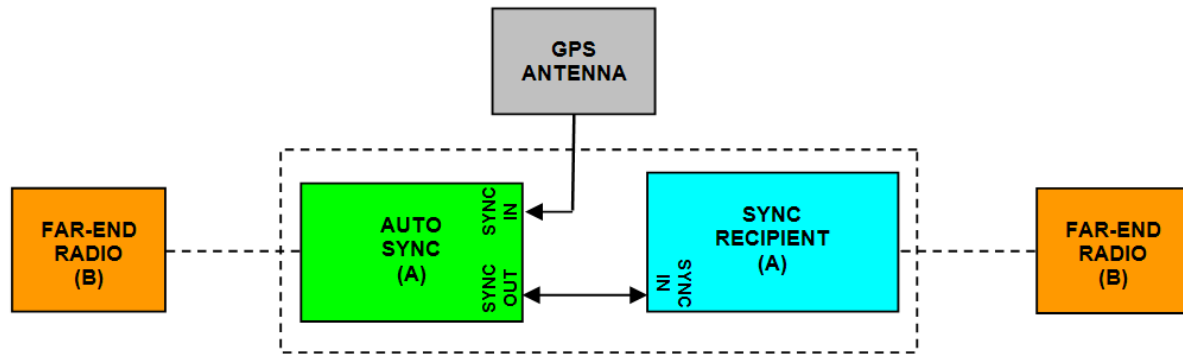 GPS
ANTENNA
FAR-END
RADIO
(B)
AUTO
SYNC
(A)
SYNC
IN
SYNC
OUT
SYNC
RECIPIENT
(A)
SYNC
IN
FAR-END
RADIO
(B)